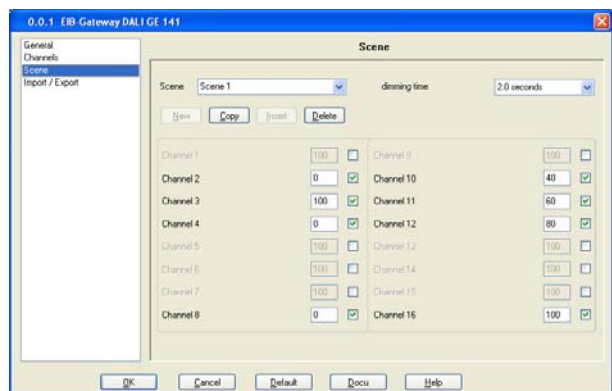 0.0.1 EIB-Gateway DALI GE 141
General
Channels
Scene
Import / Export
Scene
Scene Scene 1 dimming time 2.0 seconds
New Copy Insert Delete
Channel 1 100 Channel 9 100
Channel 2 0 Channel 10 40
Channel 3 100 Channel 11 60
Channel 4 0 Channel 12 80
Channel 5 100 Channel 13 100
Channel 6 100 Channel 14 100
Channel 7 100 Channel 15 100
Channel 8 0 Channel 16 100
OK Cancel Default Docu Help